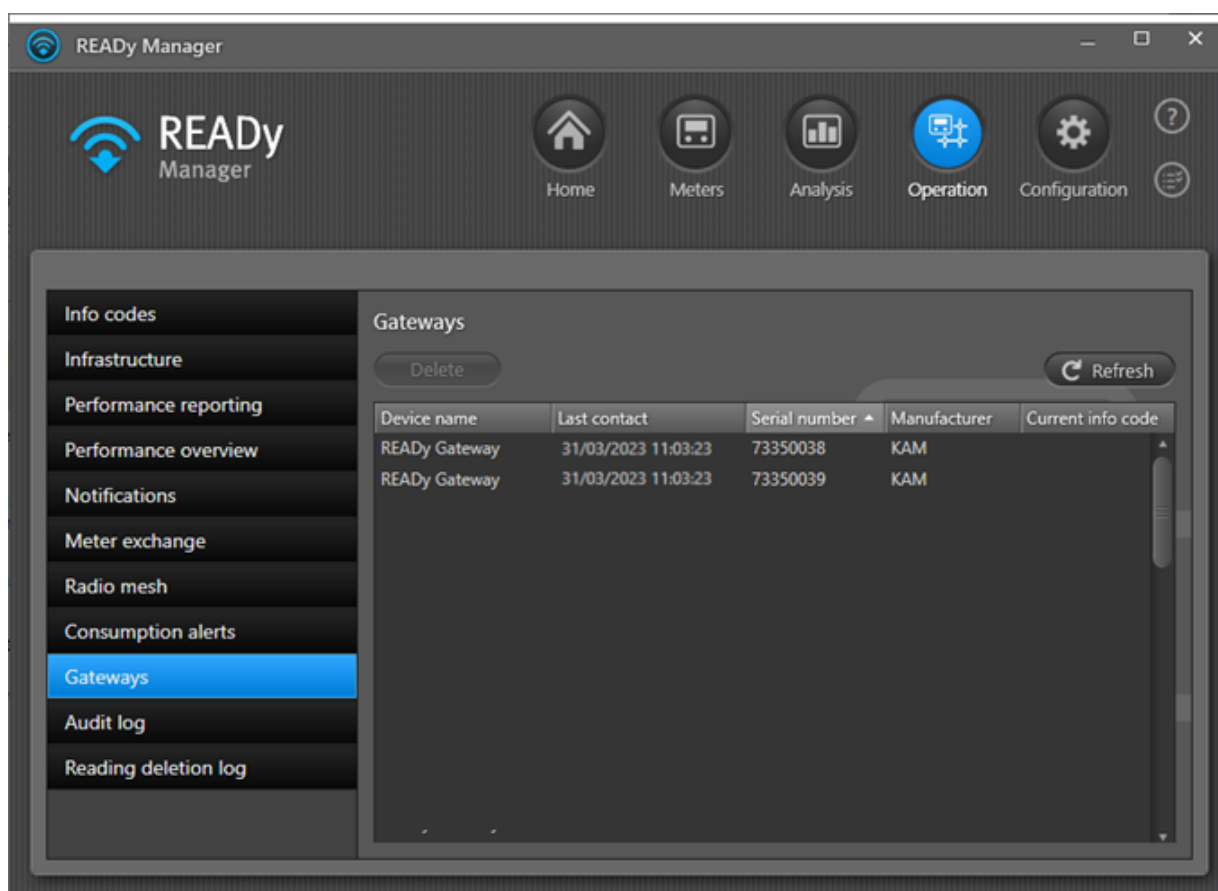 READy Manager
READy
Manager
?
Home Meters Analysis Operation Configuration
Info codes
Infrastructure
Performance reporting
Performance overview
Notifications
Meter exchange
Radio mesh
Consumption alerts
Gateways
Audit log
Reading deletion log
Gateways
Delete Refresh
Device name Last contact Serial number Manufacturer Current info code
READy Gateway 31/03/2023 11:03:23 73350038 KAM
READy Gateway 31/03/2023 11:03:23 73350039 KAM